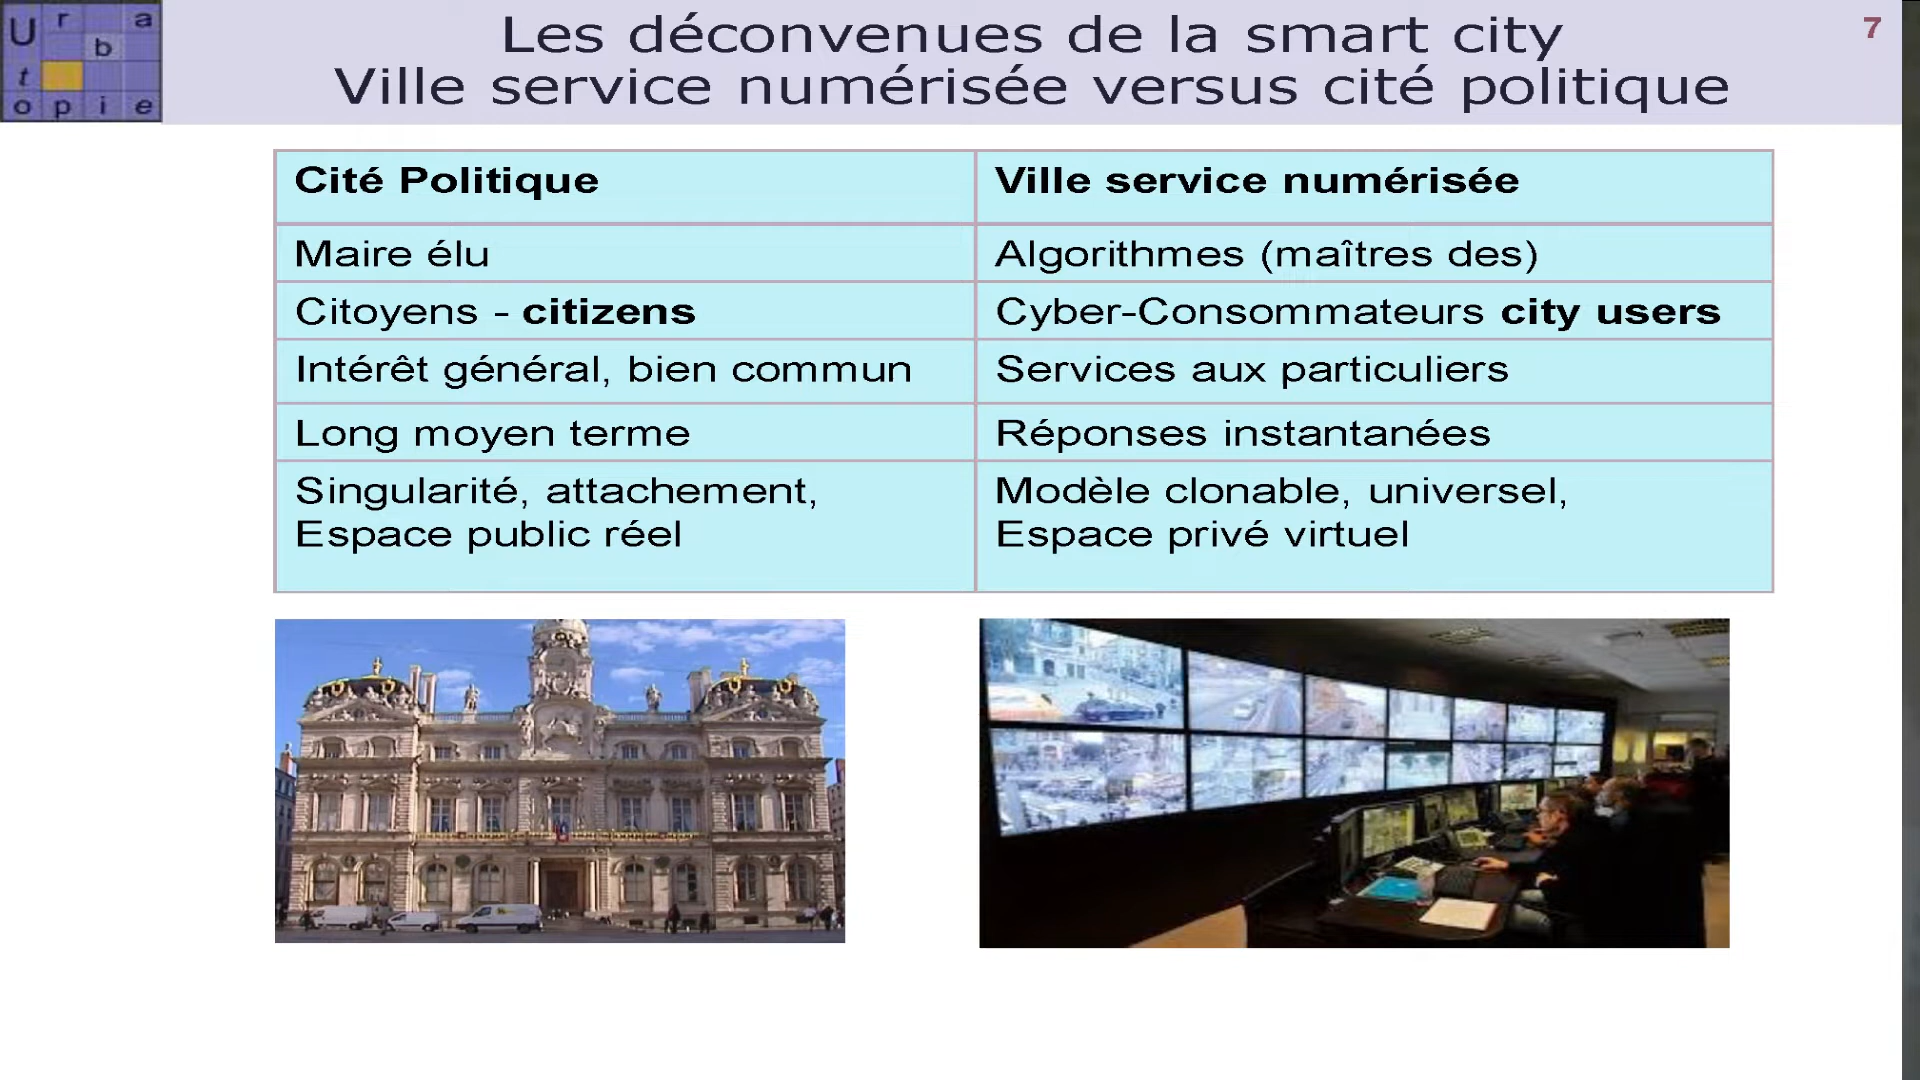 U r b a
t
o p i e
Les déconvenues de la smart city
7
Ville service numérisée versus cité politique
Cité Politique
Ville service numérisée
Maire élu
Algorithmes (maîtres des)
Citoyens - citizens
Cyber-Consommateurs city users
Intérêt général, bien commun
Services aux particuliers
Long moyen terme
Réponses instantanées
Singularité, attachement,
Espace public réel
Modèle clonable, universel,
Espace privé virtuel